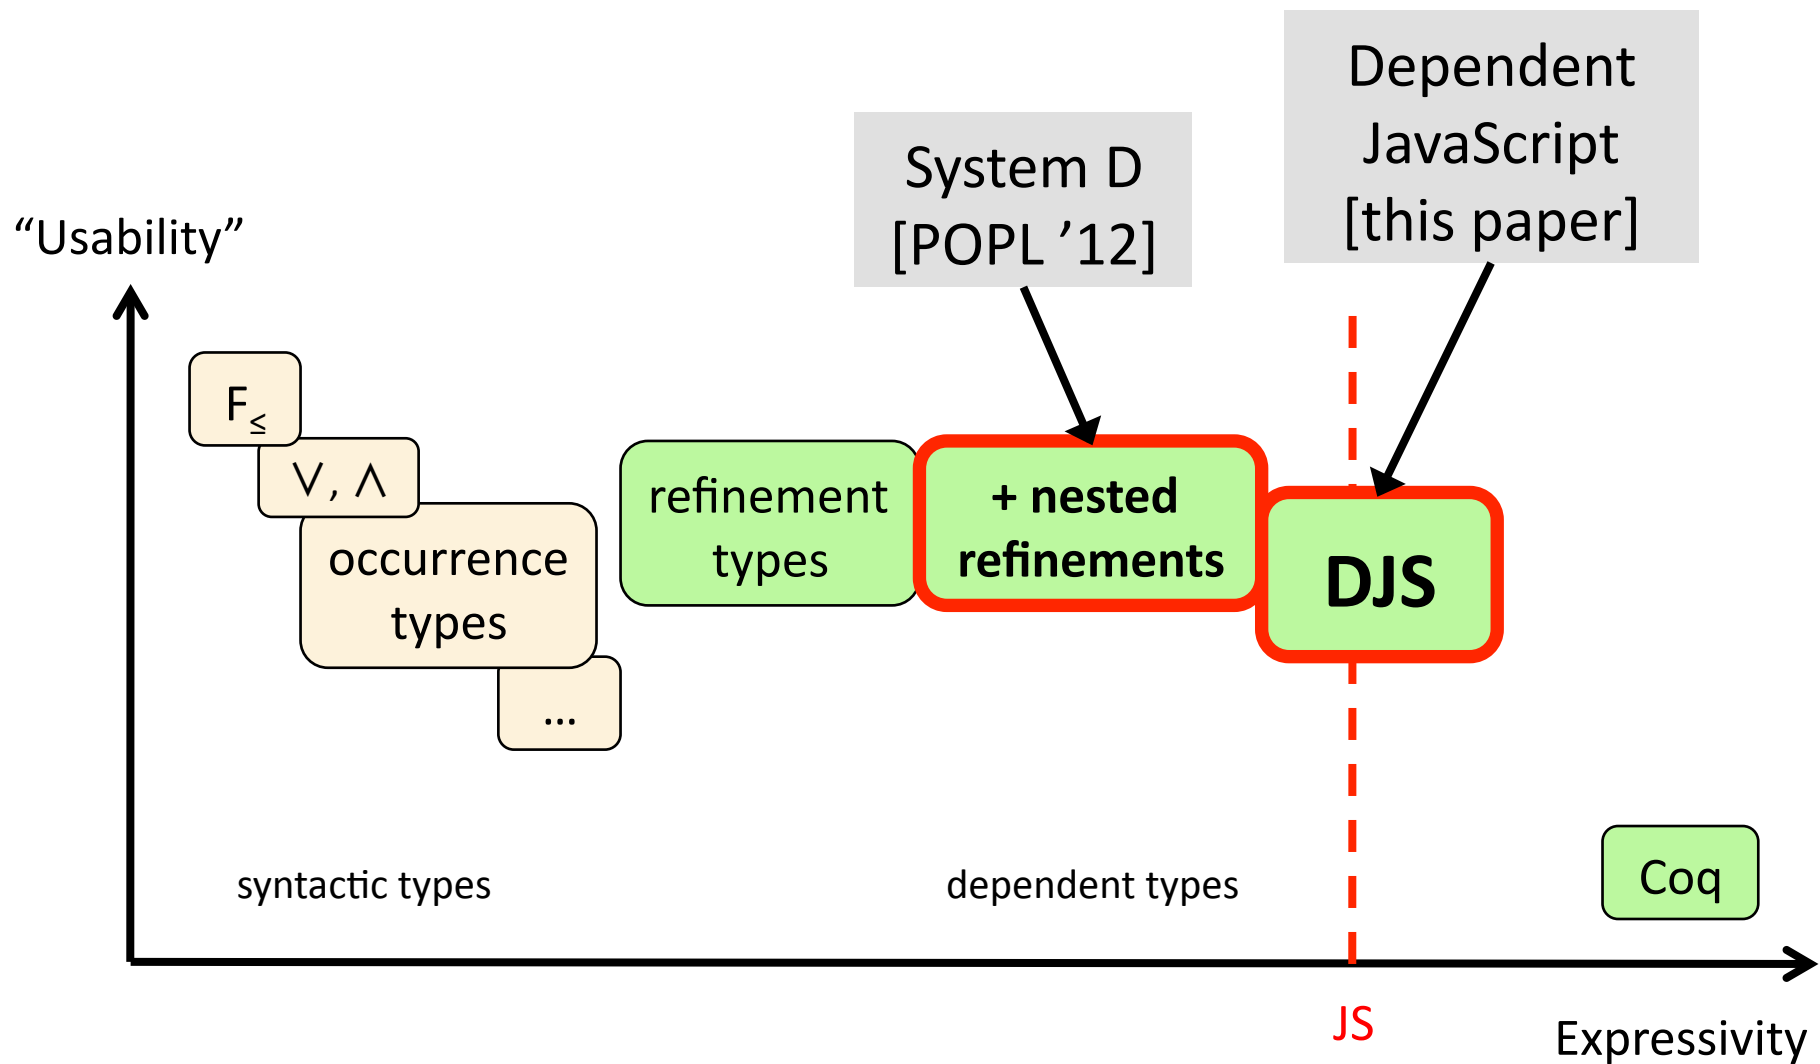 Dependent
JavaScript
[this paper]
System D
[POPL ’12]
“Usability”
F≤
∨, ∧
occurrence
types
...
refinement
types
+ nested
refinements
DJS
Coq
syntactic types
dependent types
JS
Expressivity